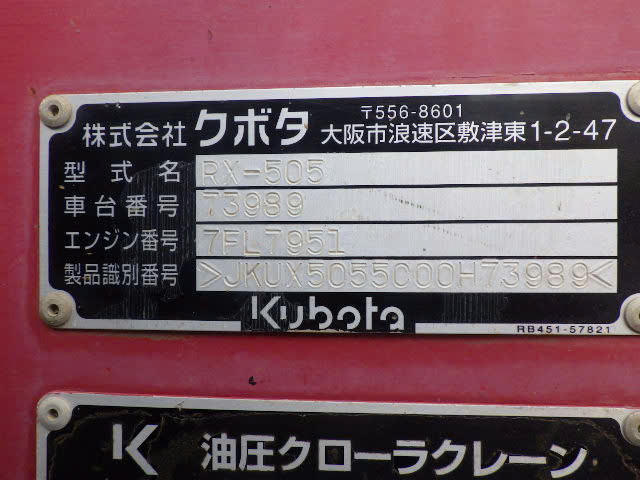 〒556-8601
株式会社 クボタ 大阪市浪速区敷津東1-2-47
型式名 RX-505
車台番号 73989
エンジン番号 7FL7951
製品識別番号 >JKUX5055C00H73989<
Kubota
RB451-57821
K 油圧クローラクレーン